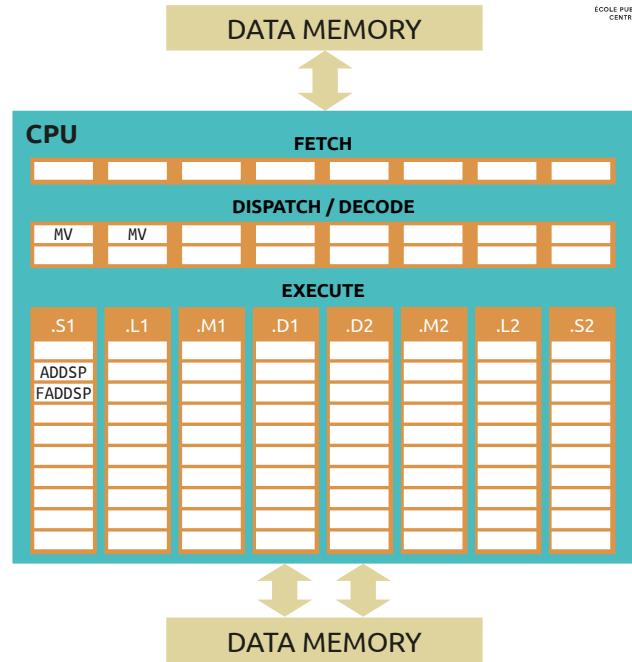 DATA MEMORY
ÉCOLE
CPU
FETCH
DISPATCH / DECODE
MV MV
EXECUTE
.S1 .L1 .M1 .D1 .D2 .M2 .L2 .S2
ADDSP
FADDSP
DATA MEMORY